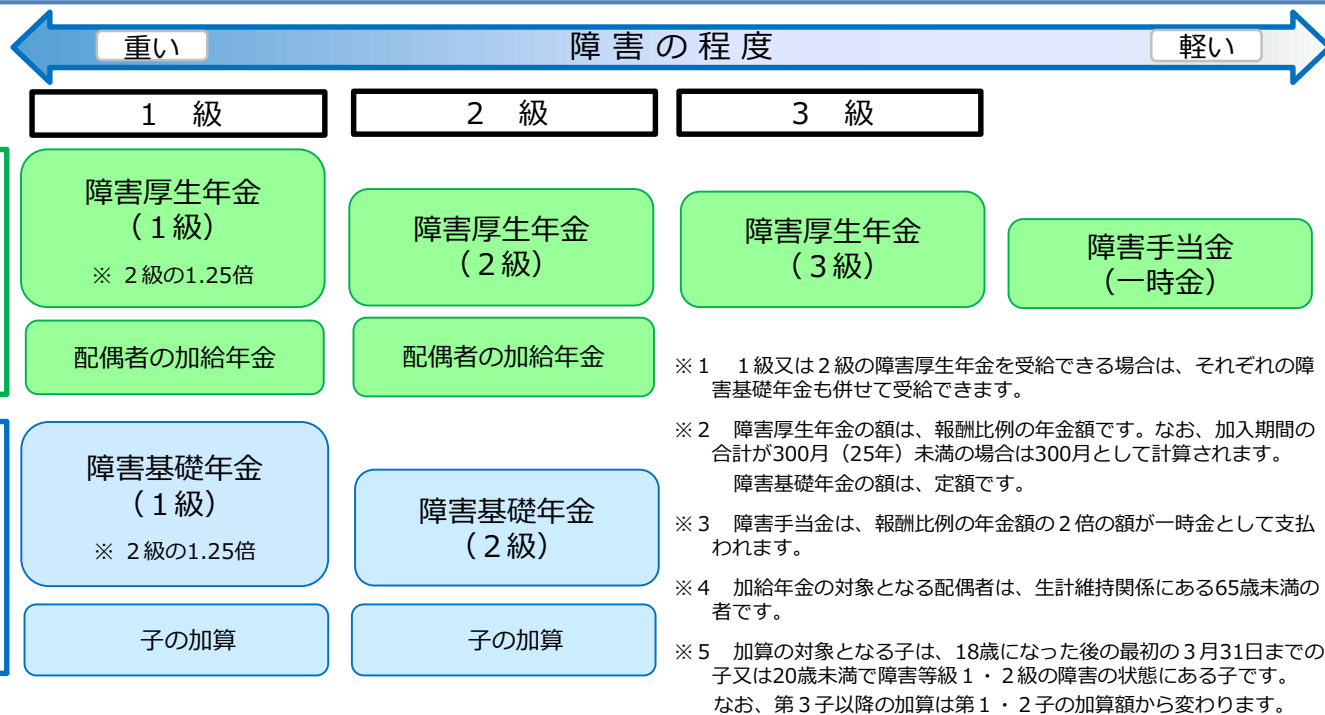 重い
障害の程度
軽い
1 級
2 級
3 級
障害厚生年金
（1級）
※ 2級の1.25倍
障害厚生年金
（2級）
障害厚生年金
（3級）
障害手当金
（一時金）
配偶者の加給年金
配偶者の加給年金
障害基礎年金
（1級）
※ 2級の1.25倍
障害基礎年金
（2級）
子の加算
子の加算
※１　１級又は２級の障害厚生年金を受給できる場合は、それぞれの障
害基礎年金も併せて受給できます。
※２　障害厚生年金の額は、報酬比例の年金額です。なお、加入期間の
合計が300月（25年）未満の場合は300月として計算されます。
障害基礎年金の額は、定額です。
※３　障害手当金は、報酬比例の年金額の２倍の額が一時金として支払
われます。
※４　加給年金の対象となる配偶者は、生計維持関係にある65歳未満の
者です。
※５　加算の対象となる子は、18歳になった後の最初の３月31日までの
子又は20歳未満で障害等級１・２級の障害の状態にある子です。
なお、第３子以降の加算は第１・２子の加算額から変わります。